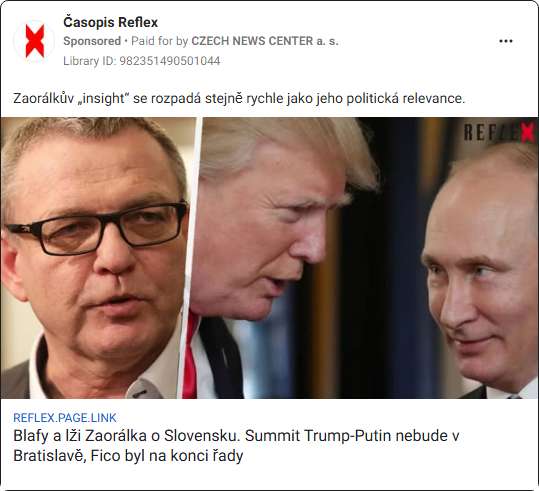 Časopis Reflex
Sponsored • Paid for by CZECH NEWS CENTER a. s.
Library ID: 982351490501044
Zaorálkův „insight“ se rozpadá stejně rychle jako jeho politická relevance.
REFLEX
REFLEX.PAGE.LINK
Blafy a lži Zaorálka o Slovensku. Summit Trump-Putin nebude v
Bratislavě, Fico byl na konci řady